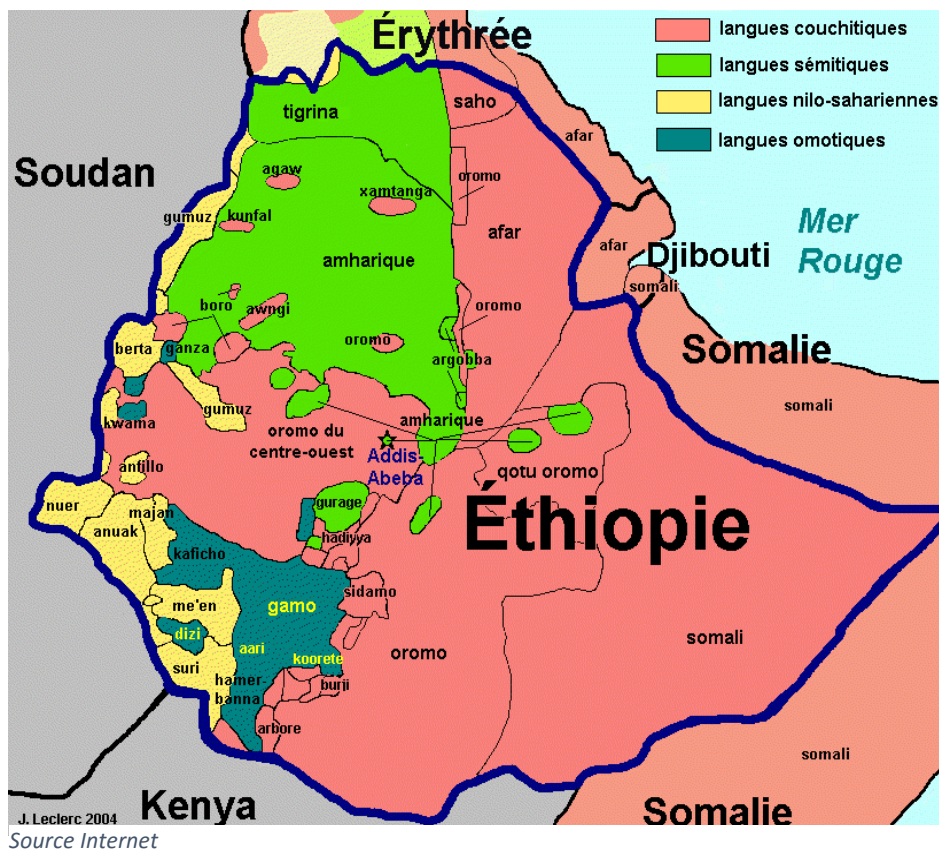 Érythrée
langues couchitiques
langues sémitiques
langues nilo-sahariennes
langues omotiques
tigrina
saho
afar
Soudan
agaw
oromo
xamtanga
gumuz
kunfal
afar
Mer
Rouge
amharique
afar
Djibouti
somali
boro
awngi
oromo
berta
ganza
oromo
argobba
Somalie
gumuz
kwama
amharique
somali
oromo du
centre-ouest
Addis-
Abeba
qotu oromo
anfillo
nuer
majan
anuak
gurage
Éthiopie
hadiyya
kaficho
sidamo
me'en
gamo
dizi
aari
koorete
oromo
somali
suri
hamer-
banna
burji
arbore
somali
Kenya
Somalie
J. Leclerc 2004
Source Internet